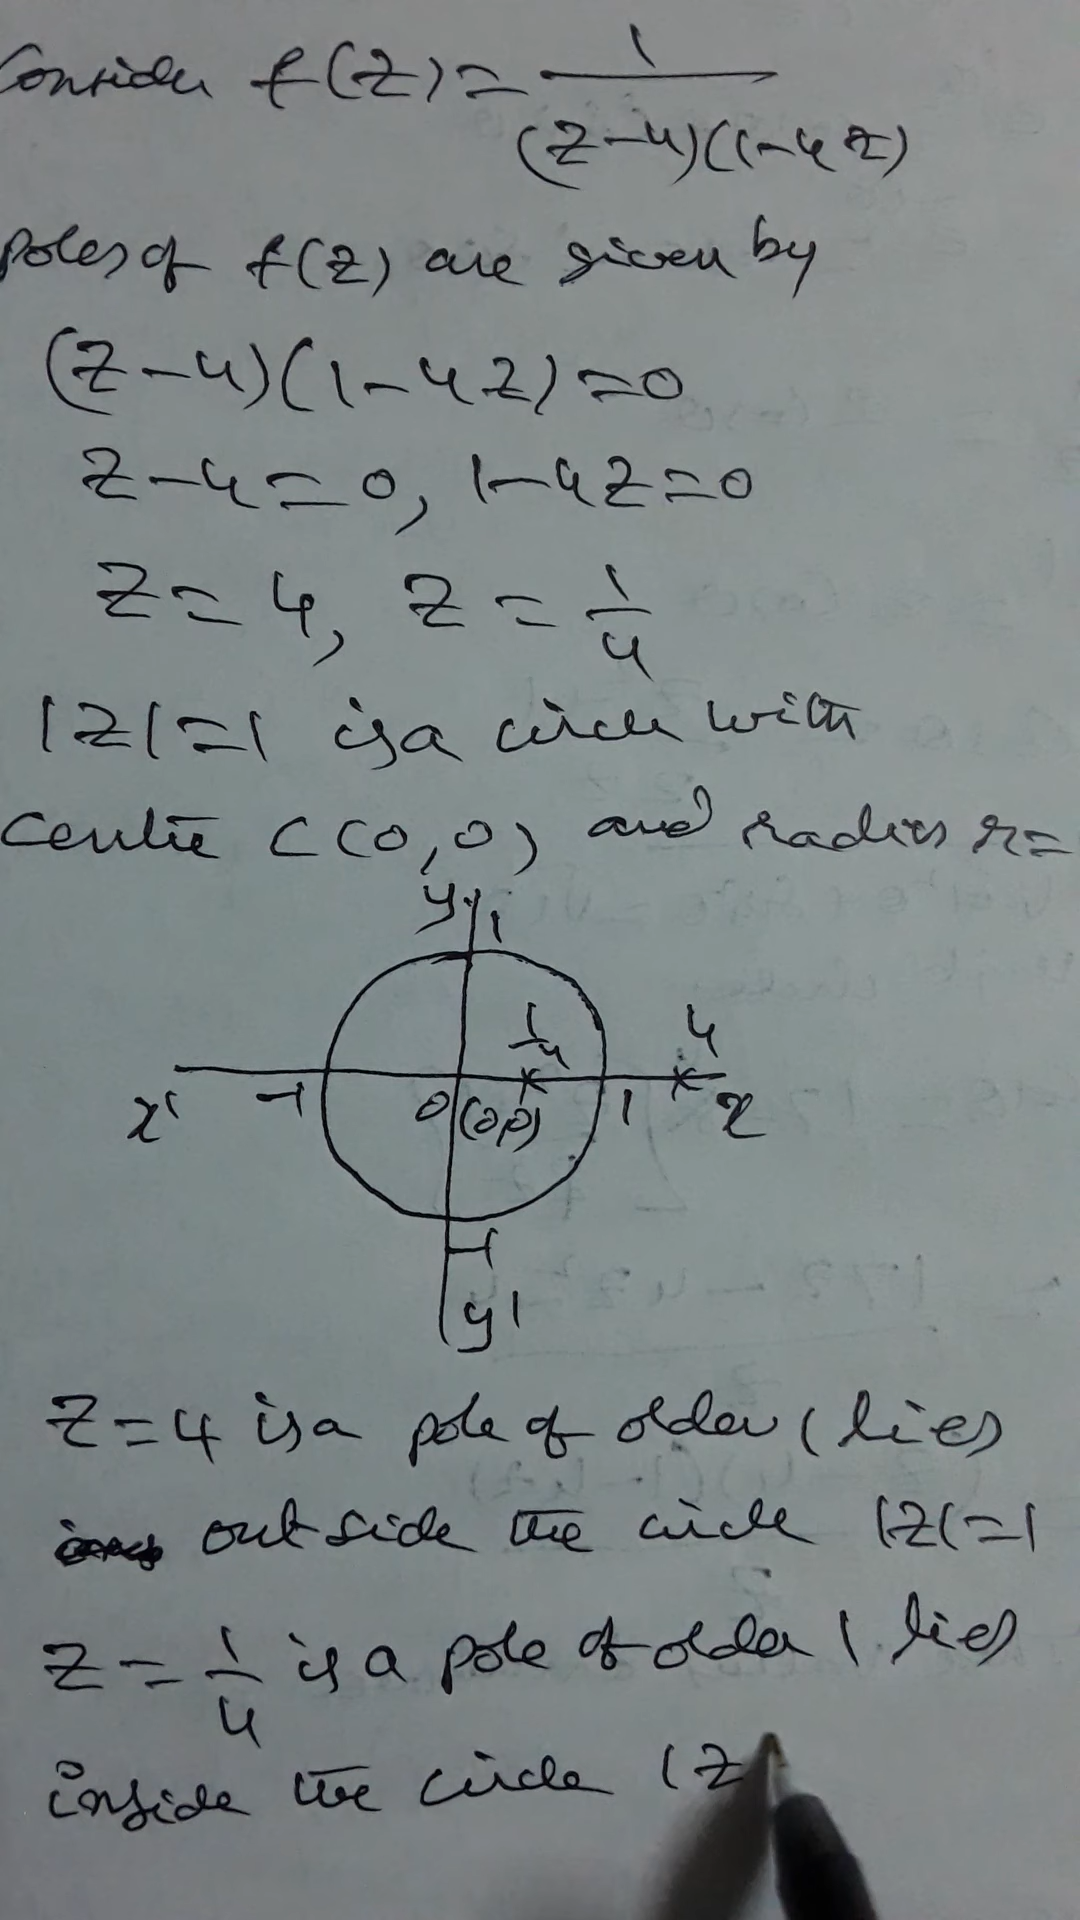 Consider f(z) = 1/((z-4)(1-4z))
poles of f(z) are given by
(z-4)(1-4z)=0
z-4=0, 1-4z=0
z=4, z=1/4
|z|=1 is a circle with
centre C(0,0) and radius r=
y 1
1/4 4
x' -1 0 (0,0) 1 x
-1
y'
z=4 is a pole of order 1 lies
outside the circle |z|=1
z=1/4 is a pole of order 1 lies
inside the circle |z